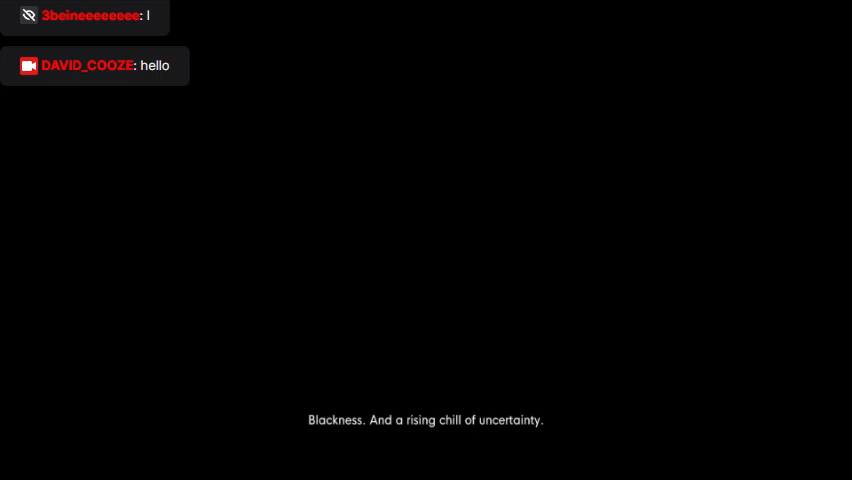 3beineeeeeeee: I
DAVID_COOZE: hello
Blackness. And a rising chill of uncertainty.